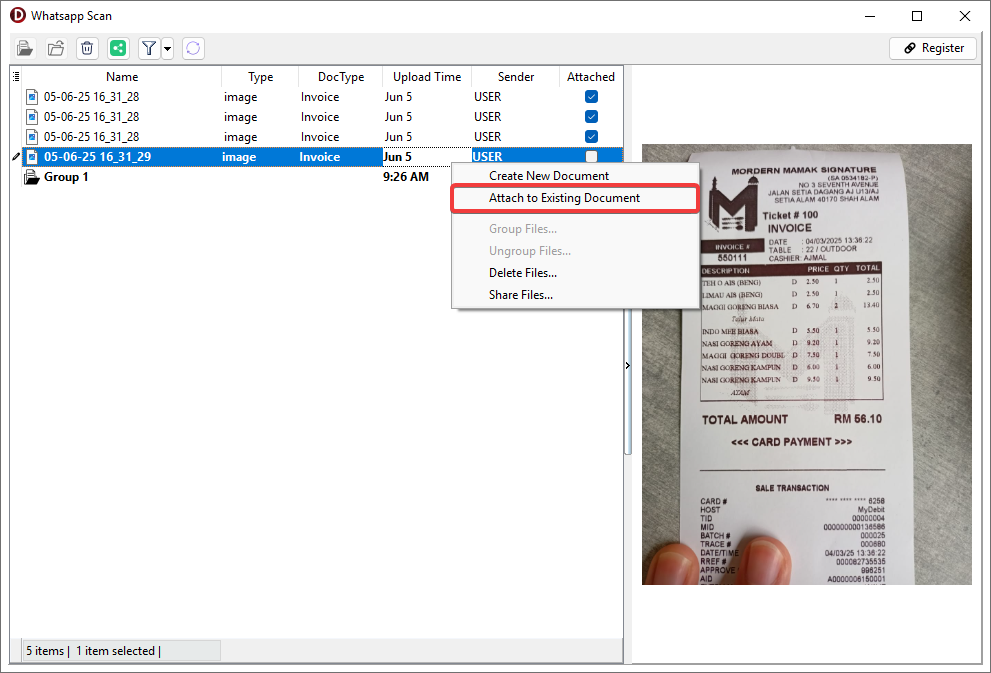 Whatsapp Scan
Register
Name Type DocType Upload Time Sender Attached
05-06-25 16_31_28 image Invoice Jun 5 USER
05-06-25 16_31_28 image Invoice Jun 5 USER
05-06-25 16_31_28 image Invoice Jun 5 USER
05-06-25 16_31_29 image Invoice Jun 5 USER
Group 1 9:26 AM
Create New Document
Attach to Existing Document
Group Files...
Ungroup Files...
Delete Files...
Share Files...
5 items | 1 item selected |
MORDERN MAMAK SIGNATURE
(SA 0534182-P)
NO 3 SEVENTH AVENUE
JALAN SETIA DAGANG AJ U13/AJ
SETIA ALAM 40170 SHAH ALAM
Ticket # 100
INVOICE
INVOICE #
550111
DATE : 04/03/2025 13:36:22
TABLE : 22 / OUTDOOR
CASHIER: AJMAL
DESCRIPTION PRICE QTY TOTAL
TEH O AIS (BENG) D 2.50 1 2.50
LIMAU AIS (BENG) D 2.50 1 2.50
MAGGI GORENG BIASA D 6.70 2 13.40
Telur Mata
INDO MEE BIASA D 5.50 1 5.50
NASI GORENG AYAM D 9.20 1 9.20
MAGGI GORENG DOUBL D 7.50 1 7.50
NASI GORENG KAMPUN D 6.00 1 6.00
NASI GORENG KAMPUN D 9.50 1 9.50
AYAM
TOTAL AMOUNT RM 56.10
<<< CARD PAYMENT >>>
SALE TRANSACTION
CARD # **** **** **** 6258
HOST MyDebit
TID 00000004
MID 000000000136586
BATCH # 000025
TRACE # 000680
DATE/TIME 04/03/25 13:36:22
RREF # 000082735535
APPROVE 996251
AID A0000006150001